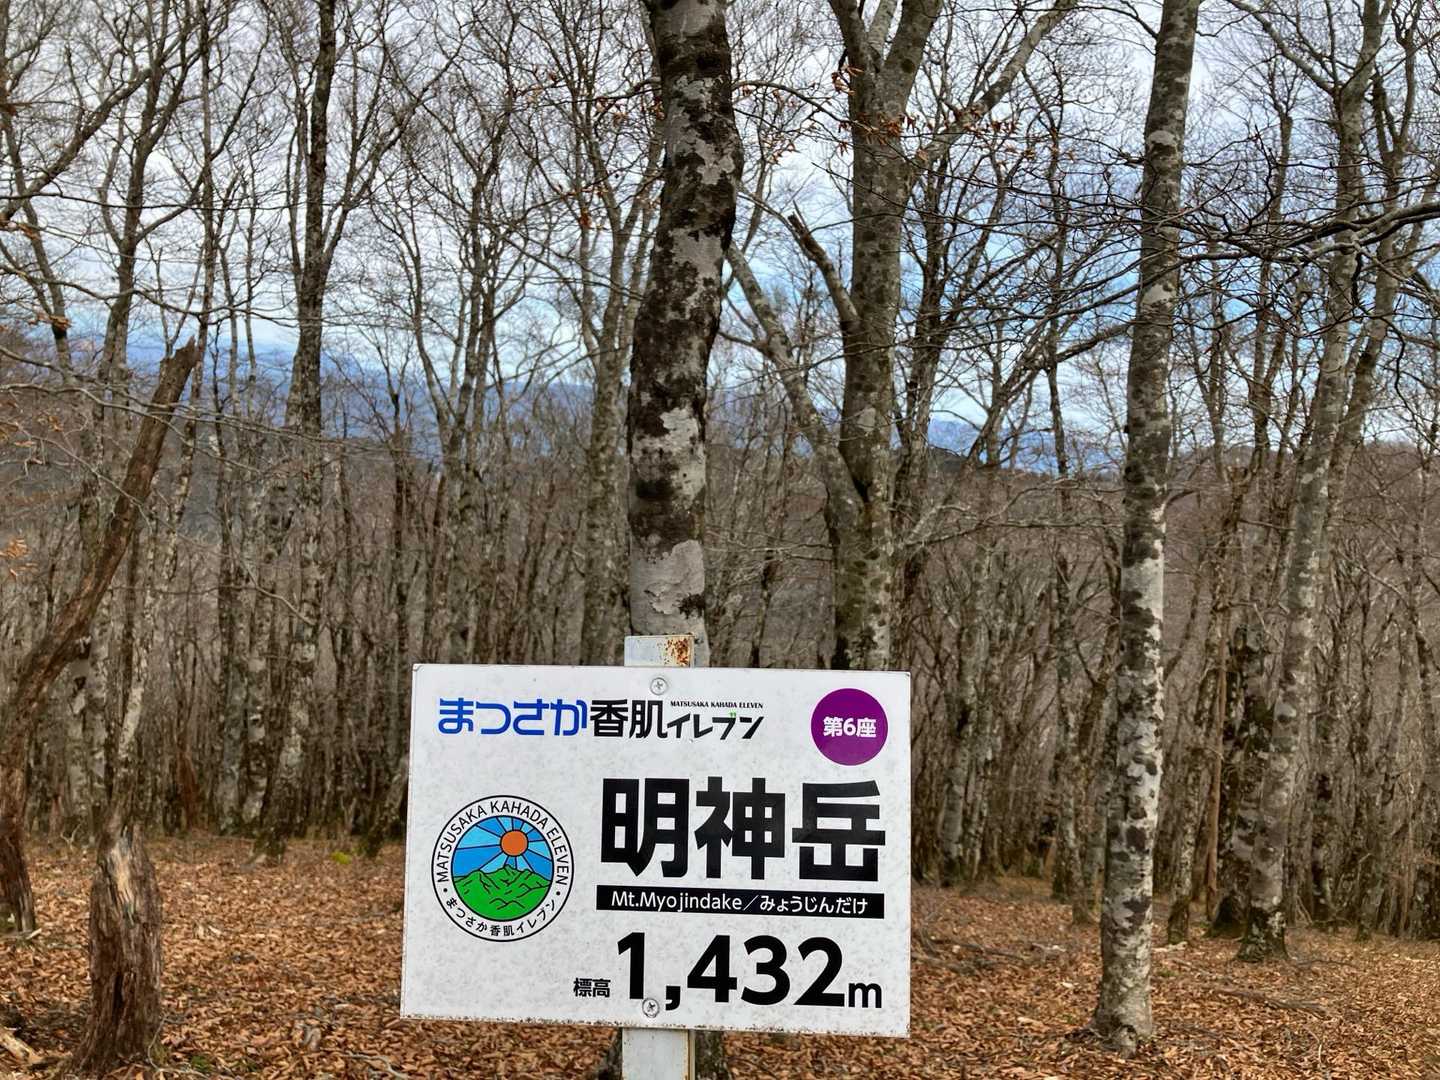 まつさか香肌イレブン
MATSUSAKA KAHADA ELEVEN
第6座
明神岳
Mt.Myojindake／みょうじんだけ
標高 1,432m
MATSUSAKA KAHADA ELEVEN
・まつさか香肌イレブン・